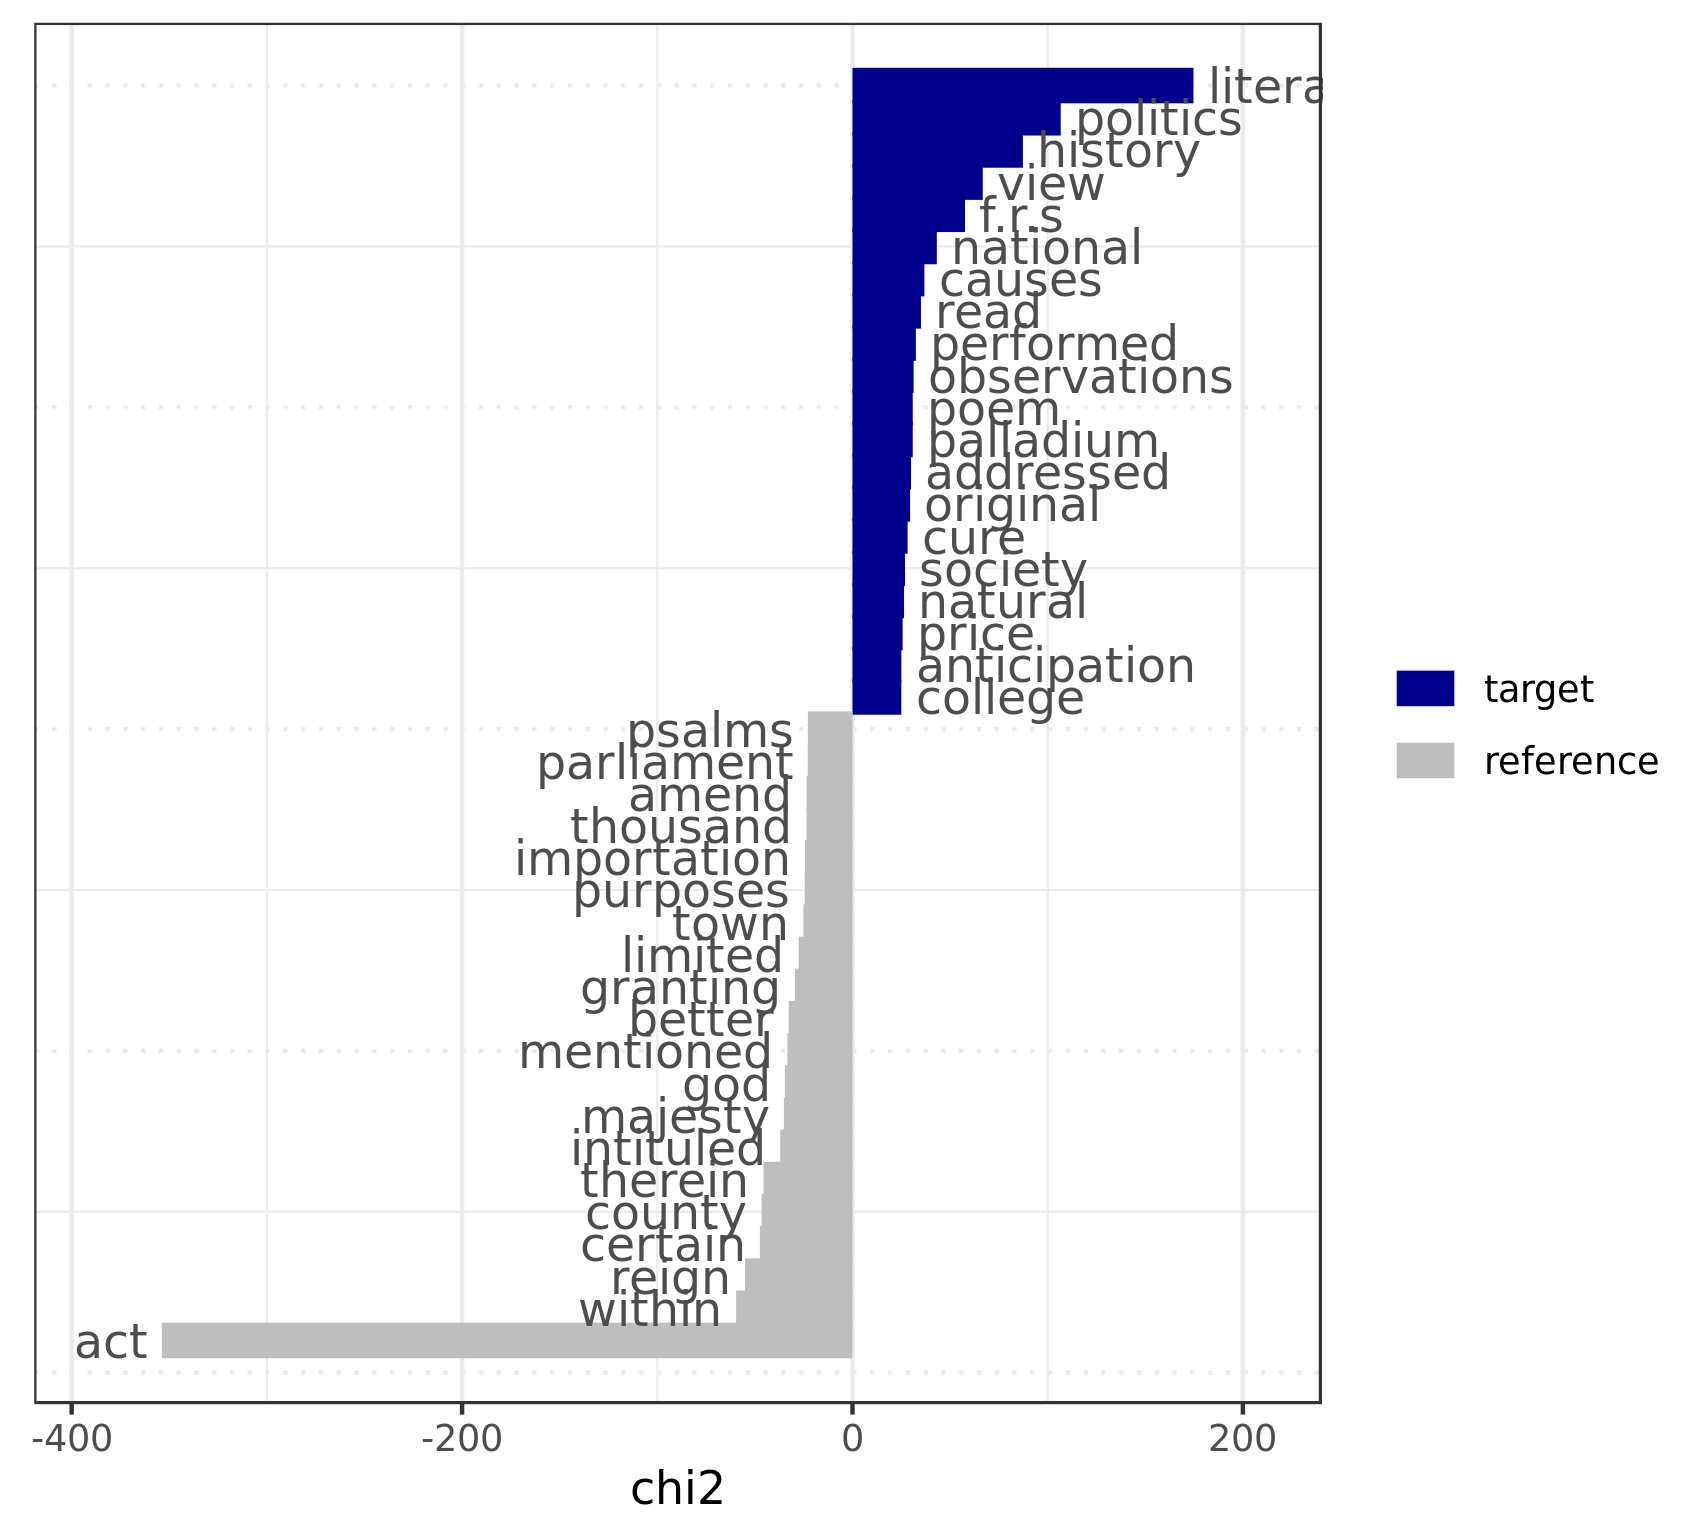 litera
politics
history
view
f.r.s
national
causes
read
performed
observations
poem
palladium
addressed
original
cure
society
natural
price
anticipation
college
psalms
parliament
amend
thousand
importation
purposes
town
limited
granting
better
mentioned
god
majesty
intituled
therein
county
certain
reign
within
act
-400 -200 0 200
chi2
target
reference